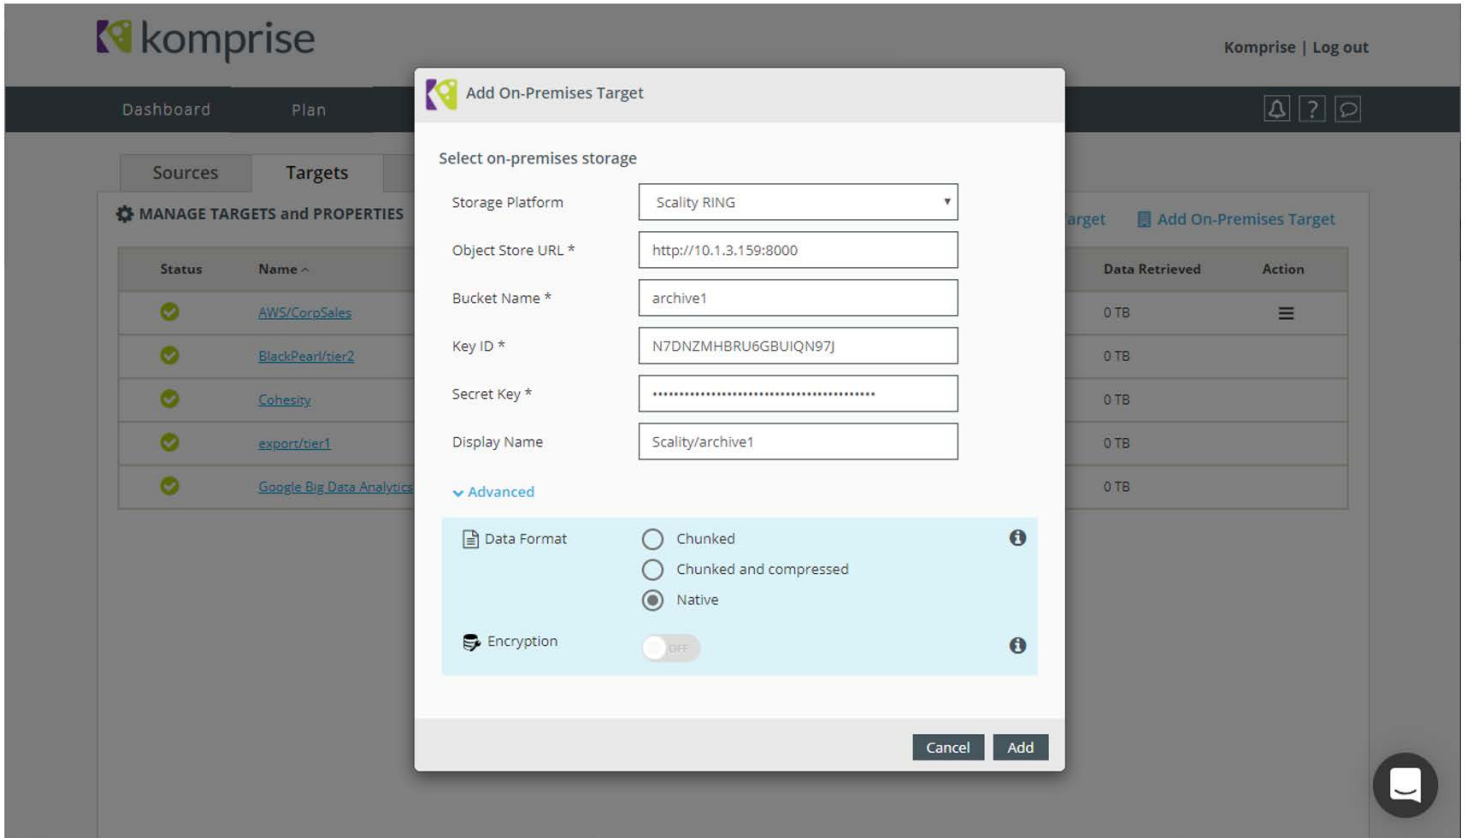 komprise
Komprise | Log out
Add On-Premises Target
Dashboard
Plan
?
Select on-premises storage
Sources
Targets
Storage Platform
Scality RING
MANAGE TARGETS and PROPERTIES
arget
Add On-Premises Target
Object Store URL *
http://10.1.3.159:8000
Status
Name
Data Retrieved
Action
Bucket Name *
archive1
AWS/CorpSales
0 TB
Key ID *
N7DNZMHBRU6GBUIQN97J
BlackPearl/tier2
0 TB
Secret Key *
••••••••••••••••••••••••••••••••••••••••
Cohesity
0 TB
Display Name
Scality/archive1
export/tier1
0 TB
Google Big Data Analytics
0 TB
Advanced
Data Format
Chunked
Chunked and compressed
Native
Encryption
OFF
Cancel
Add